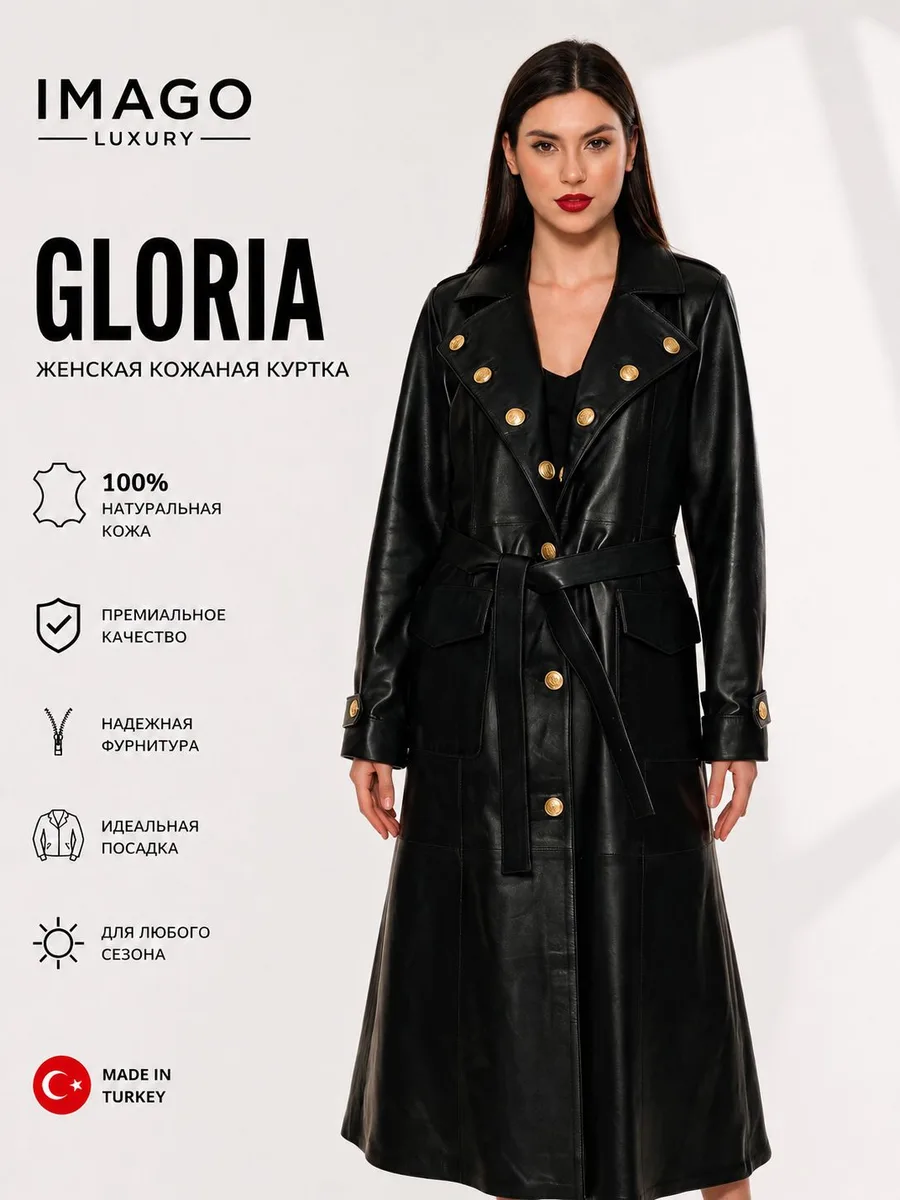 IMAGO
LUXURY
GLORIA
ЖЕНСКАЯ КОЖАНАЯ КУРТКА
100%
НАТУРАЛЬНАЯ
КОЖА
ПРЕМИАЛЬНОЕ
КАЧЕСТВО
НАДЕЖНАЯ
ФУРНИТУРА
ИДЕАЛЬНАЯ
ПОСАДКА
ДЛЯ ЛЮБОГО
СЕЗОНА
MADE IN
TURKEY